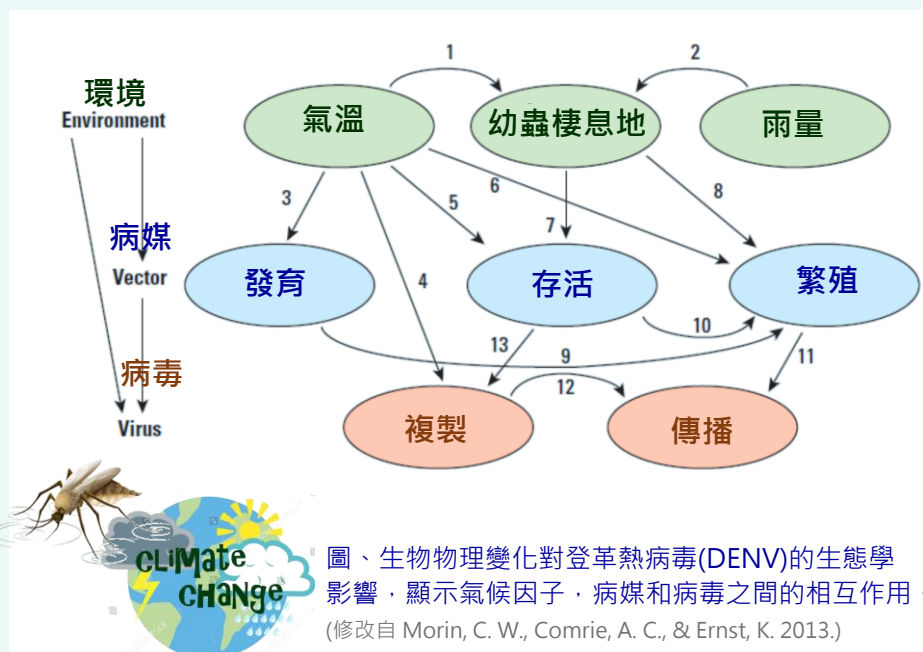 1
2
環境
Environment
氣溫
幼蟲棲息地
雨量
3
5
6
7
8
4
病媒
Vector
發育
存活
繁殖
10
13
9
11
12
病毒
Virus
複製
傳播
CLiMate
CHaNge
圖、生物物理變化對登革熱病毒(DENV)的生態學
影響，顯示氣候因子，病媒和病毒之間的相互作用
(修改自 Morin, C. W., Comrie, A. C., & Ernst, K. 2013.)